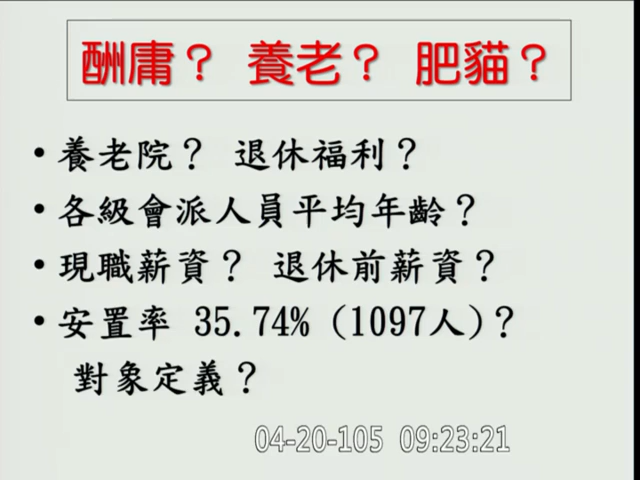 酬庸？ 養老？ 肥貓？
• 養老院？ 退休福利？
• 各級會派人員平均年齡？
• 現職薪資？ 退休前薪資？
• 安置率 35.74% (1097人)？
對象定義？
04-20-105 09:23:21